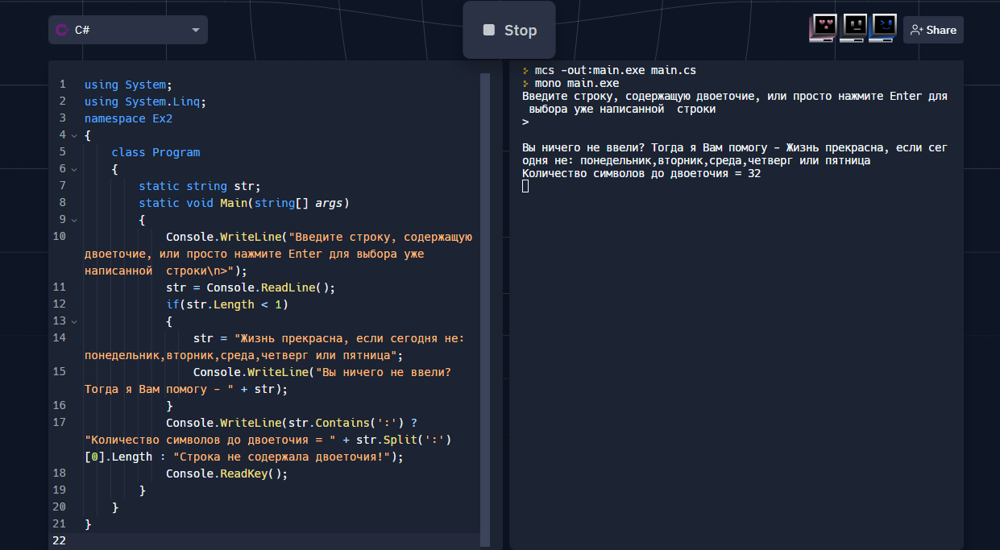 C#
Stop
Share
1 using System;
2 using System.Linq;
3 namespace Ex2
4 {
5 class Program
6 {
7 static string str;
8 static void Main(string[] args)
9 {
10 Console.WriteLine("Введите строку, содержащую
двоеточие, или просто нажмите Enter для выбора уже
написанной  строки\n>");
11 str = Console.ReadLine();
12 if(str.Length < 1)
13 {
14 str = "Жизнь прекрасна, если сегодня не:
понедельник,вторник,среда,четверг или пятница";
15 Console.WriteLine("Вы ничего не ввели?
Тогда я Вам помогу - " + str);
16 }
17 Console.WriteLine(str.Contains(':') ?
"Количество символов до двоеточия = " + str.Split(':')
[0].Length : "Строка не содержала двоеточия!");
18 Console.ReadKey();
19 }
20 }
21 }
22
mcs -out:main.exe main.cs
mono main.exe
Введите строку, содержащую двоеточие, или просто нажмите Enter для
выбора уже написанной  строки
>
Вы ничего не ввели? Тогда я Вам помогу - Жизнь прекрасна, если сег
одня не: понедельник,вторник,среда,четверг или пятница
Количество символов до двоеточия = 32